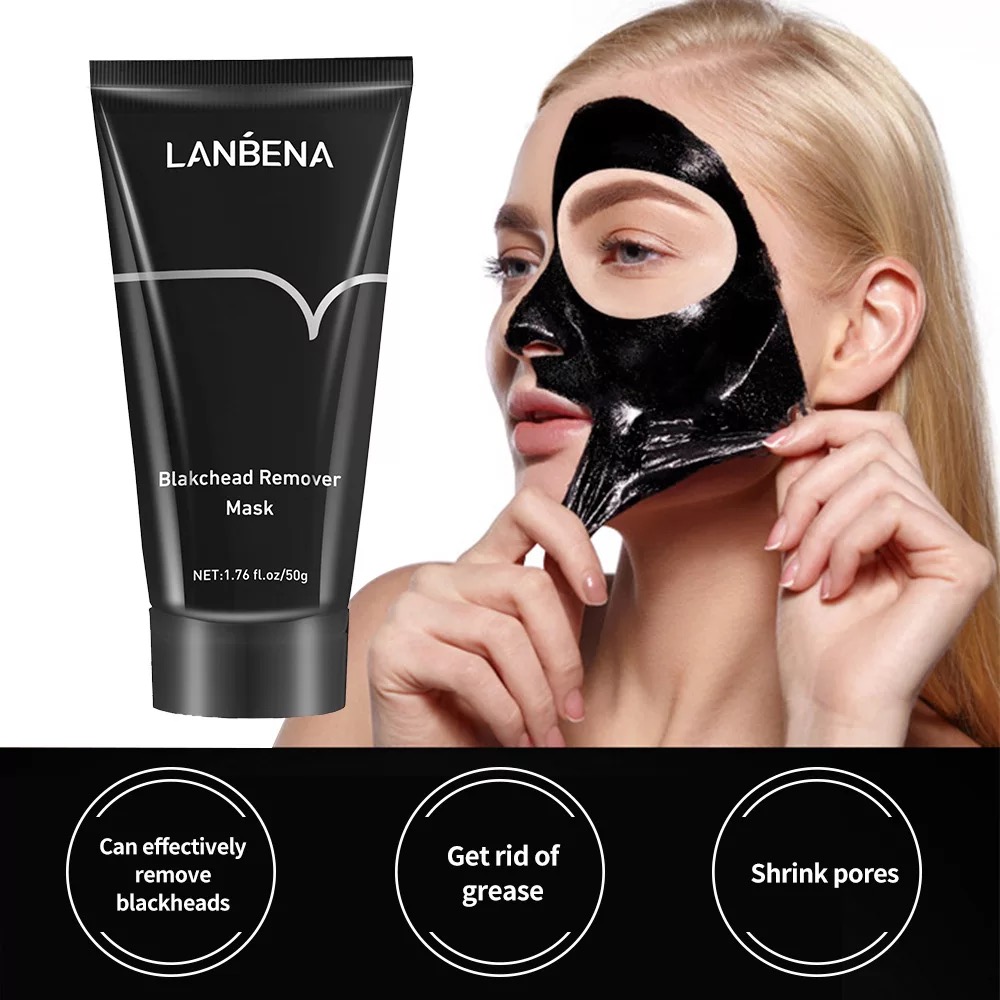 LANBENA
Blakchead Remover
Mask
NET:1.76 fl.oz/50g
Can effectively
remove
blackheads
Get rid of
grease
Shrink pores